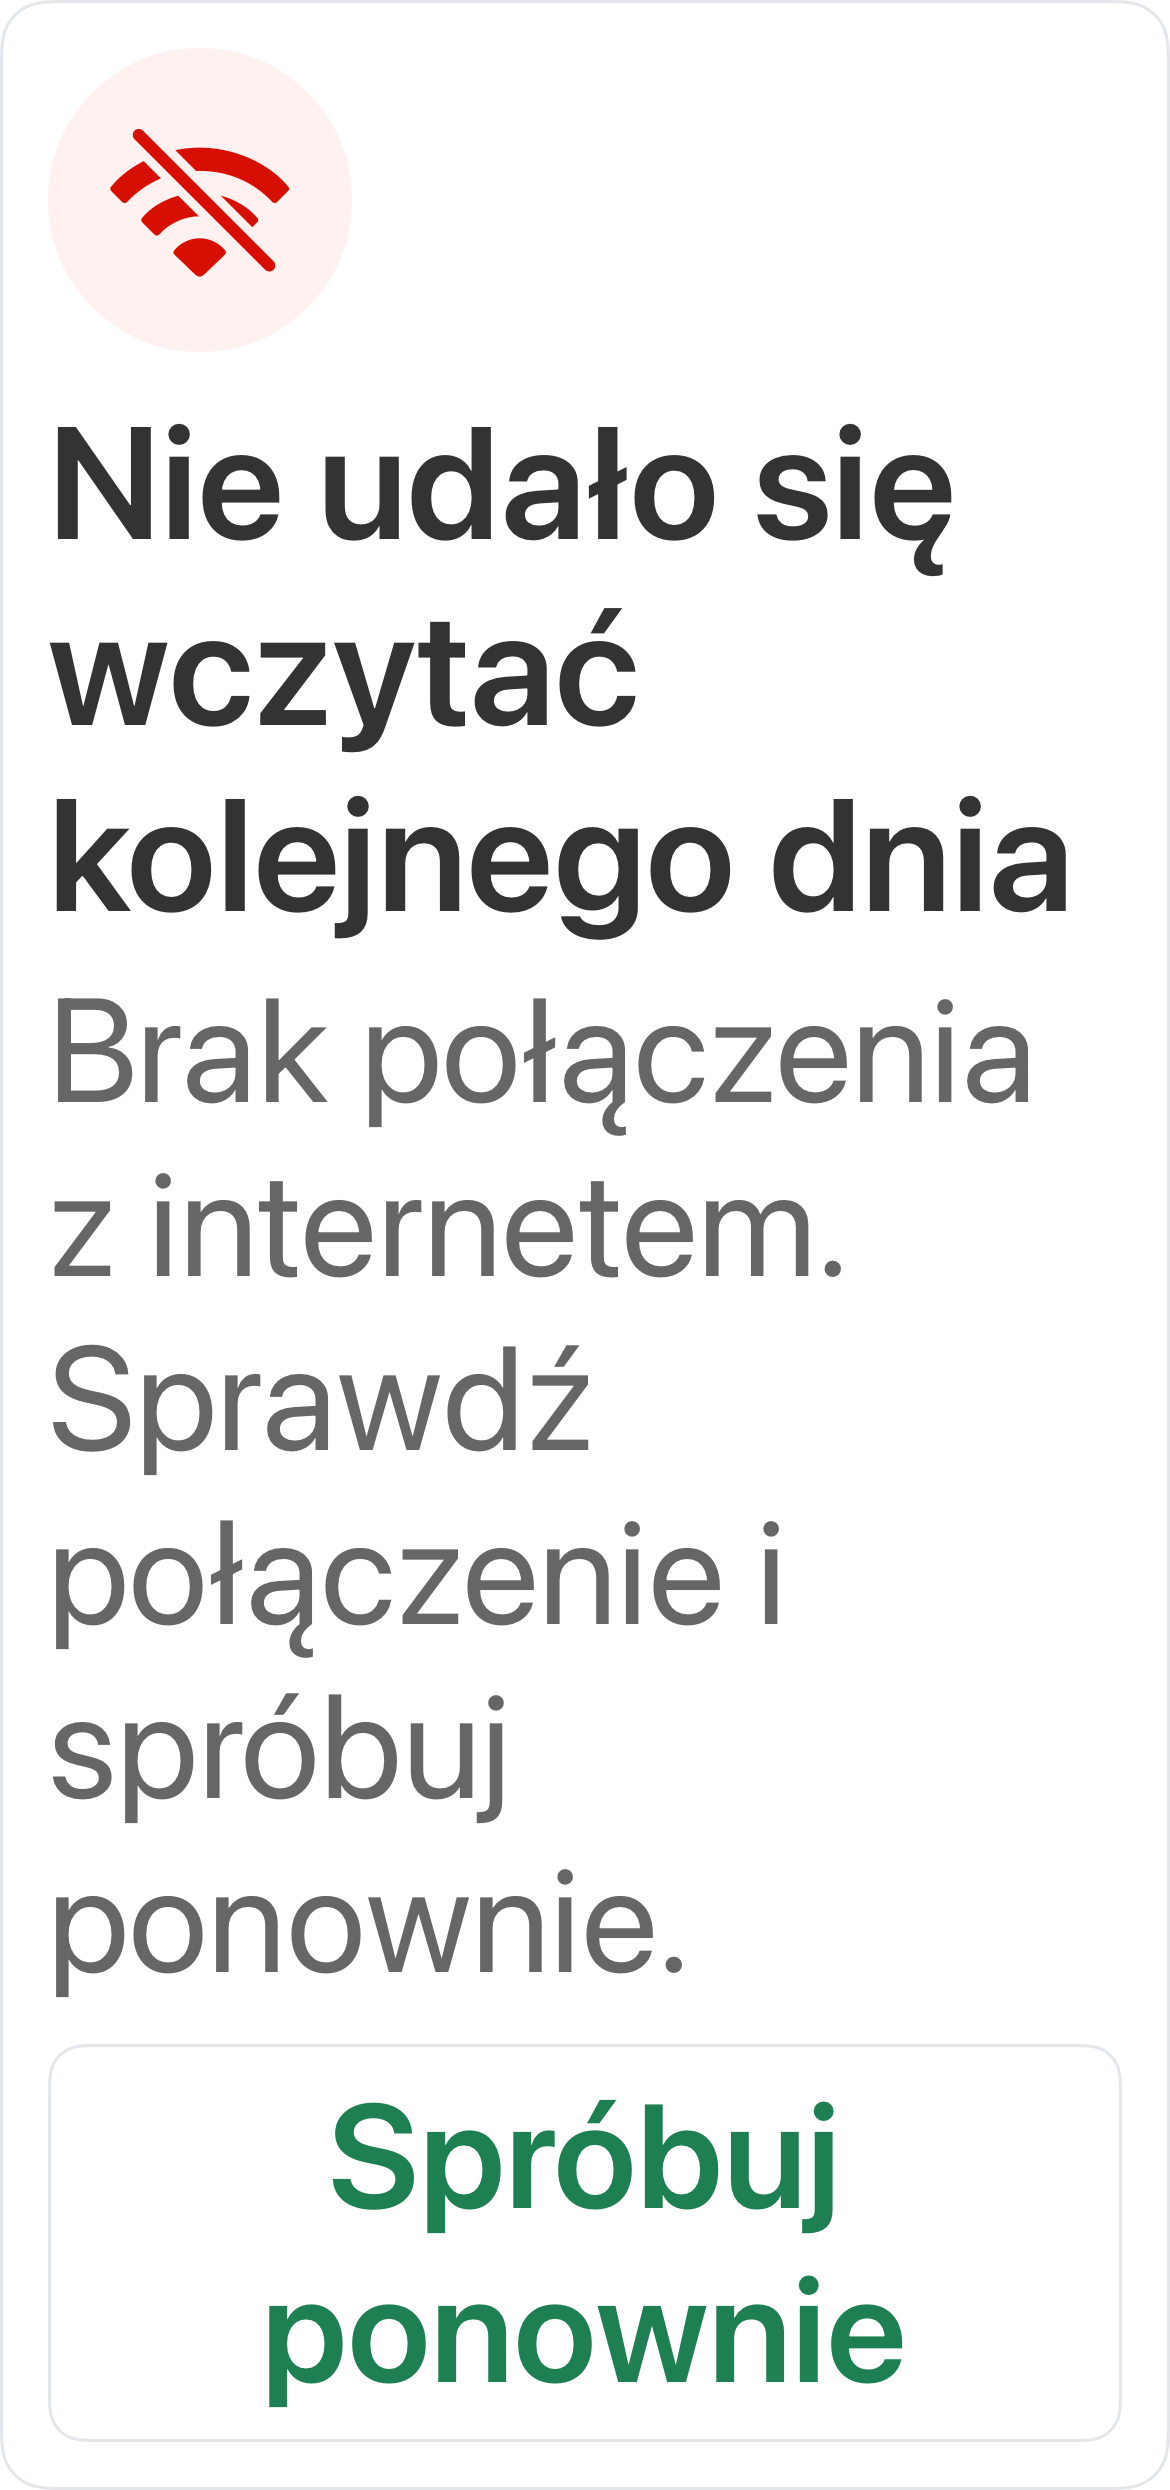 Nie udało się
wczytać
kolejnego dnia
Brak połączenia
z internetem.
Sprawdź
połączenie i
spróbuj
ponownie.
Spróbuj
ponownie